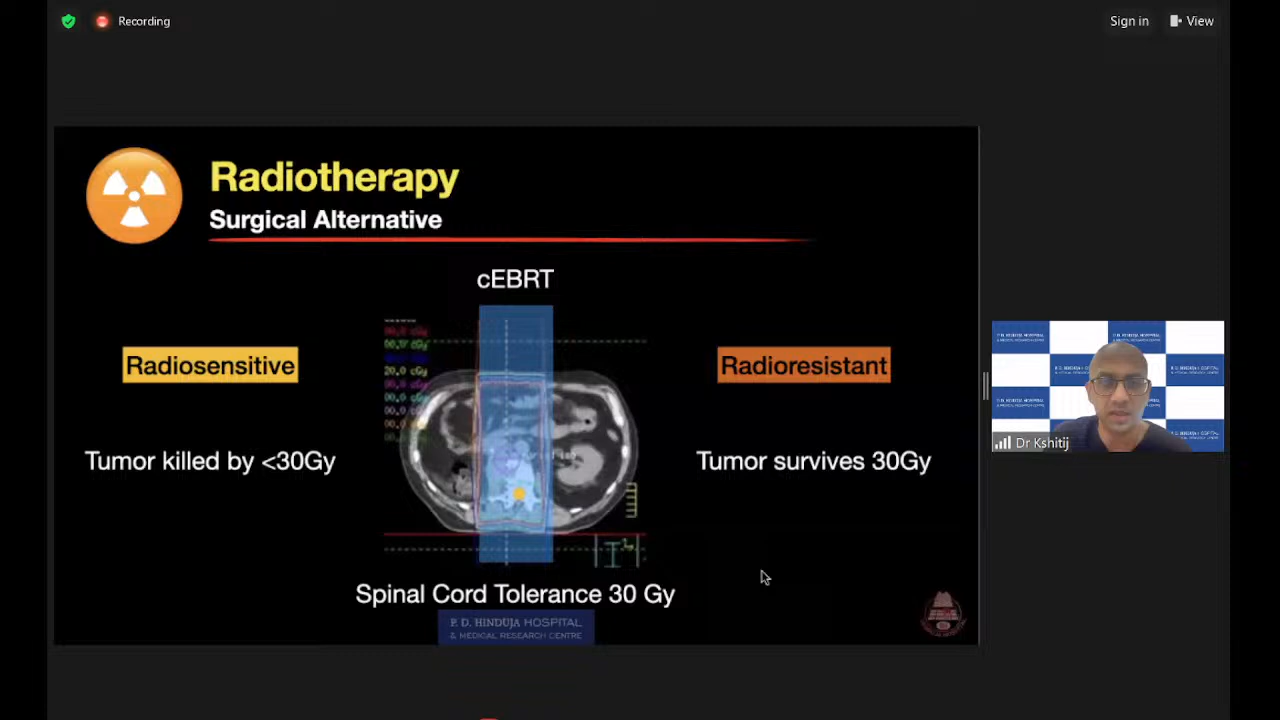 Recording
Sign in
View
Radiotherapy
Surgical Alternative
cEBRT
Radiosensitive
Radioresistant
Tumor killed by <30Gy
Tumor survives 30Gy
Dr Kshitij
Spinal Cord Tolerance 30 Gy
P. D. HINDUJA HOSPITAL
& MEDICAL RESEARCH CENTRE